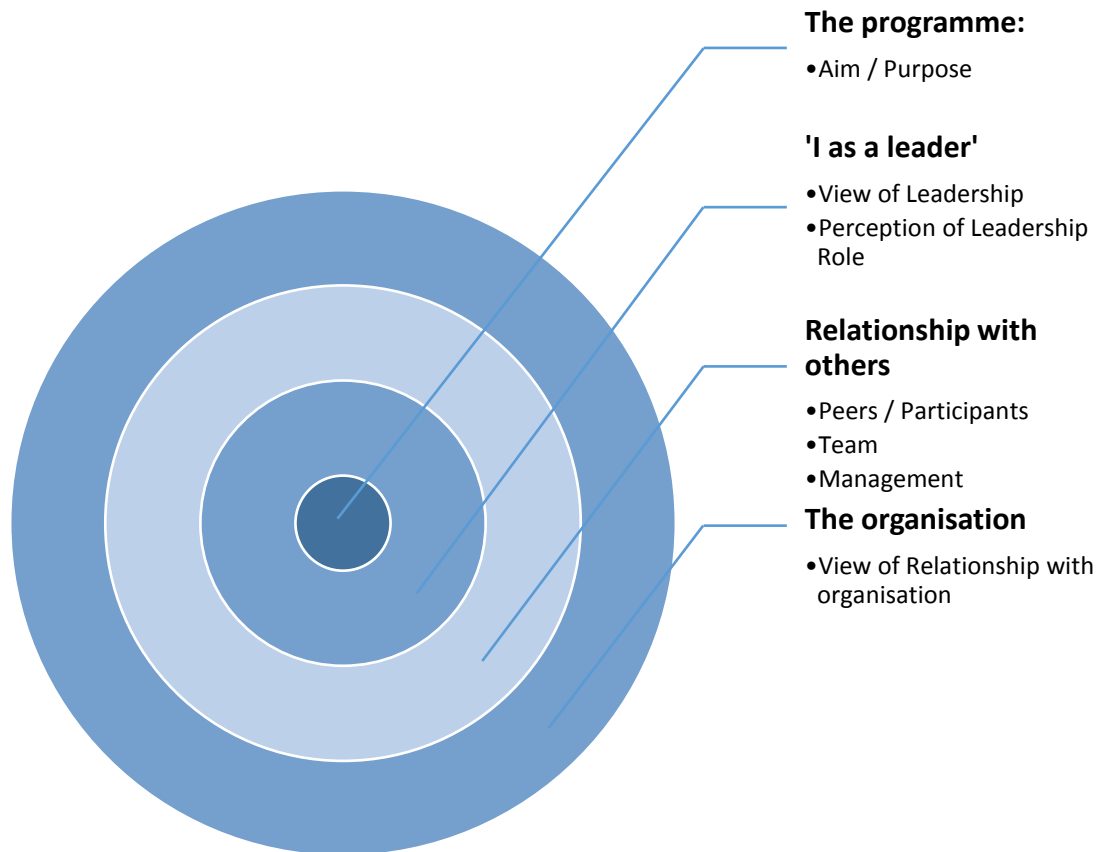 The programme:
•Aim / Purpose
'I as a leader'
•View of Leadership
•Perception of Leadership
Role
Relationship with
others
•Peers / Participants
•Team
•Management
The organisation
•View of Relationship with
organisation